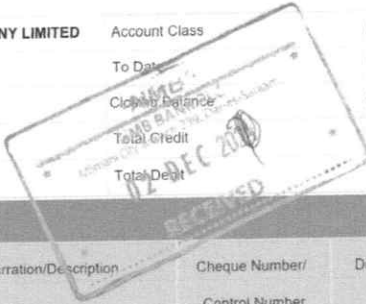 NY LIMITED Account Class
To Date
Closing Balance
Total Credit
Total Debit
NMB
02 DEC
RECEIVED
rration/Description Cheque Number/ D
Control Number